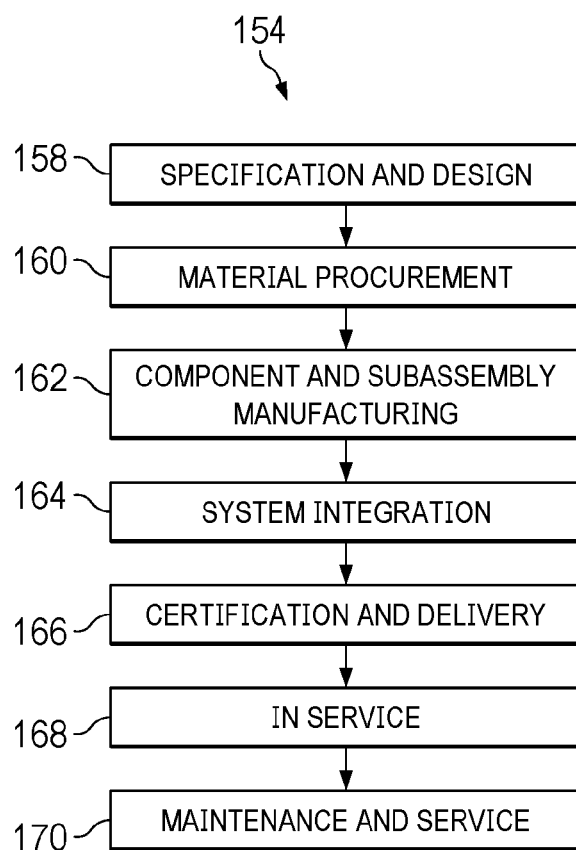 154
158
SPECIFICATION AND DESIGN
160
MATERIAL PROCUREMENT
162
COMPONENT AND SUBASSEMBLY
MANUFACTURING
164
SYSTEM INTEGRATION
166
CERTIFICATION AND DELIVERY
168
IN SERVICE
170
MAINTENANCE AND SERVICE